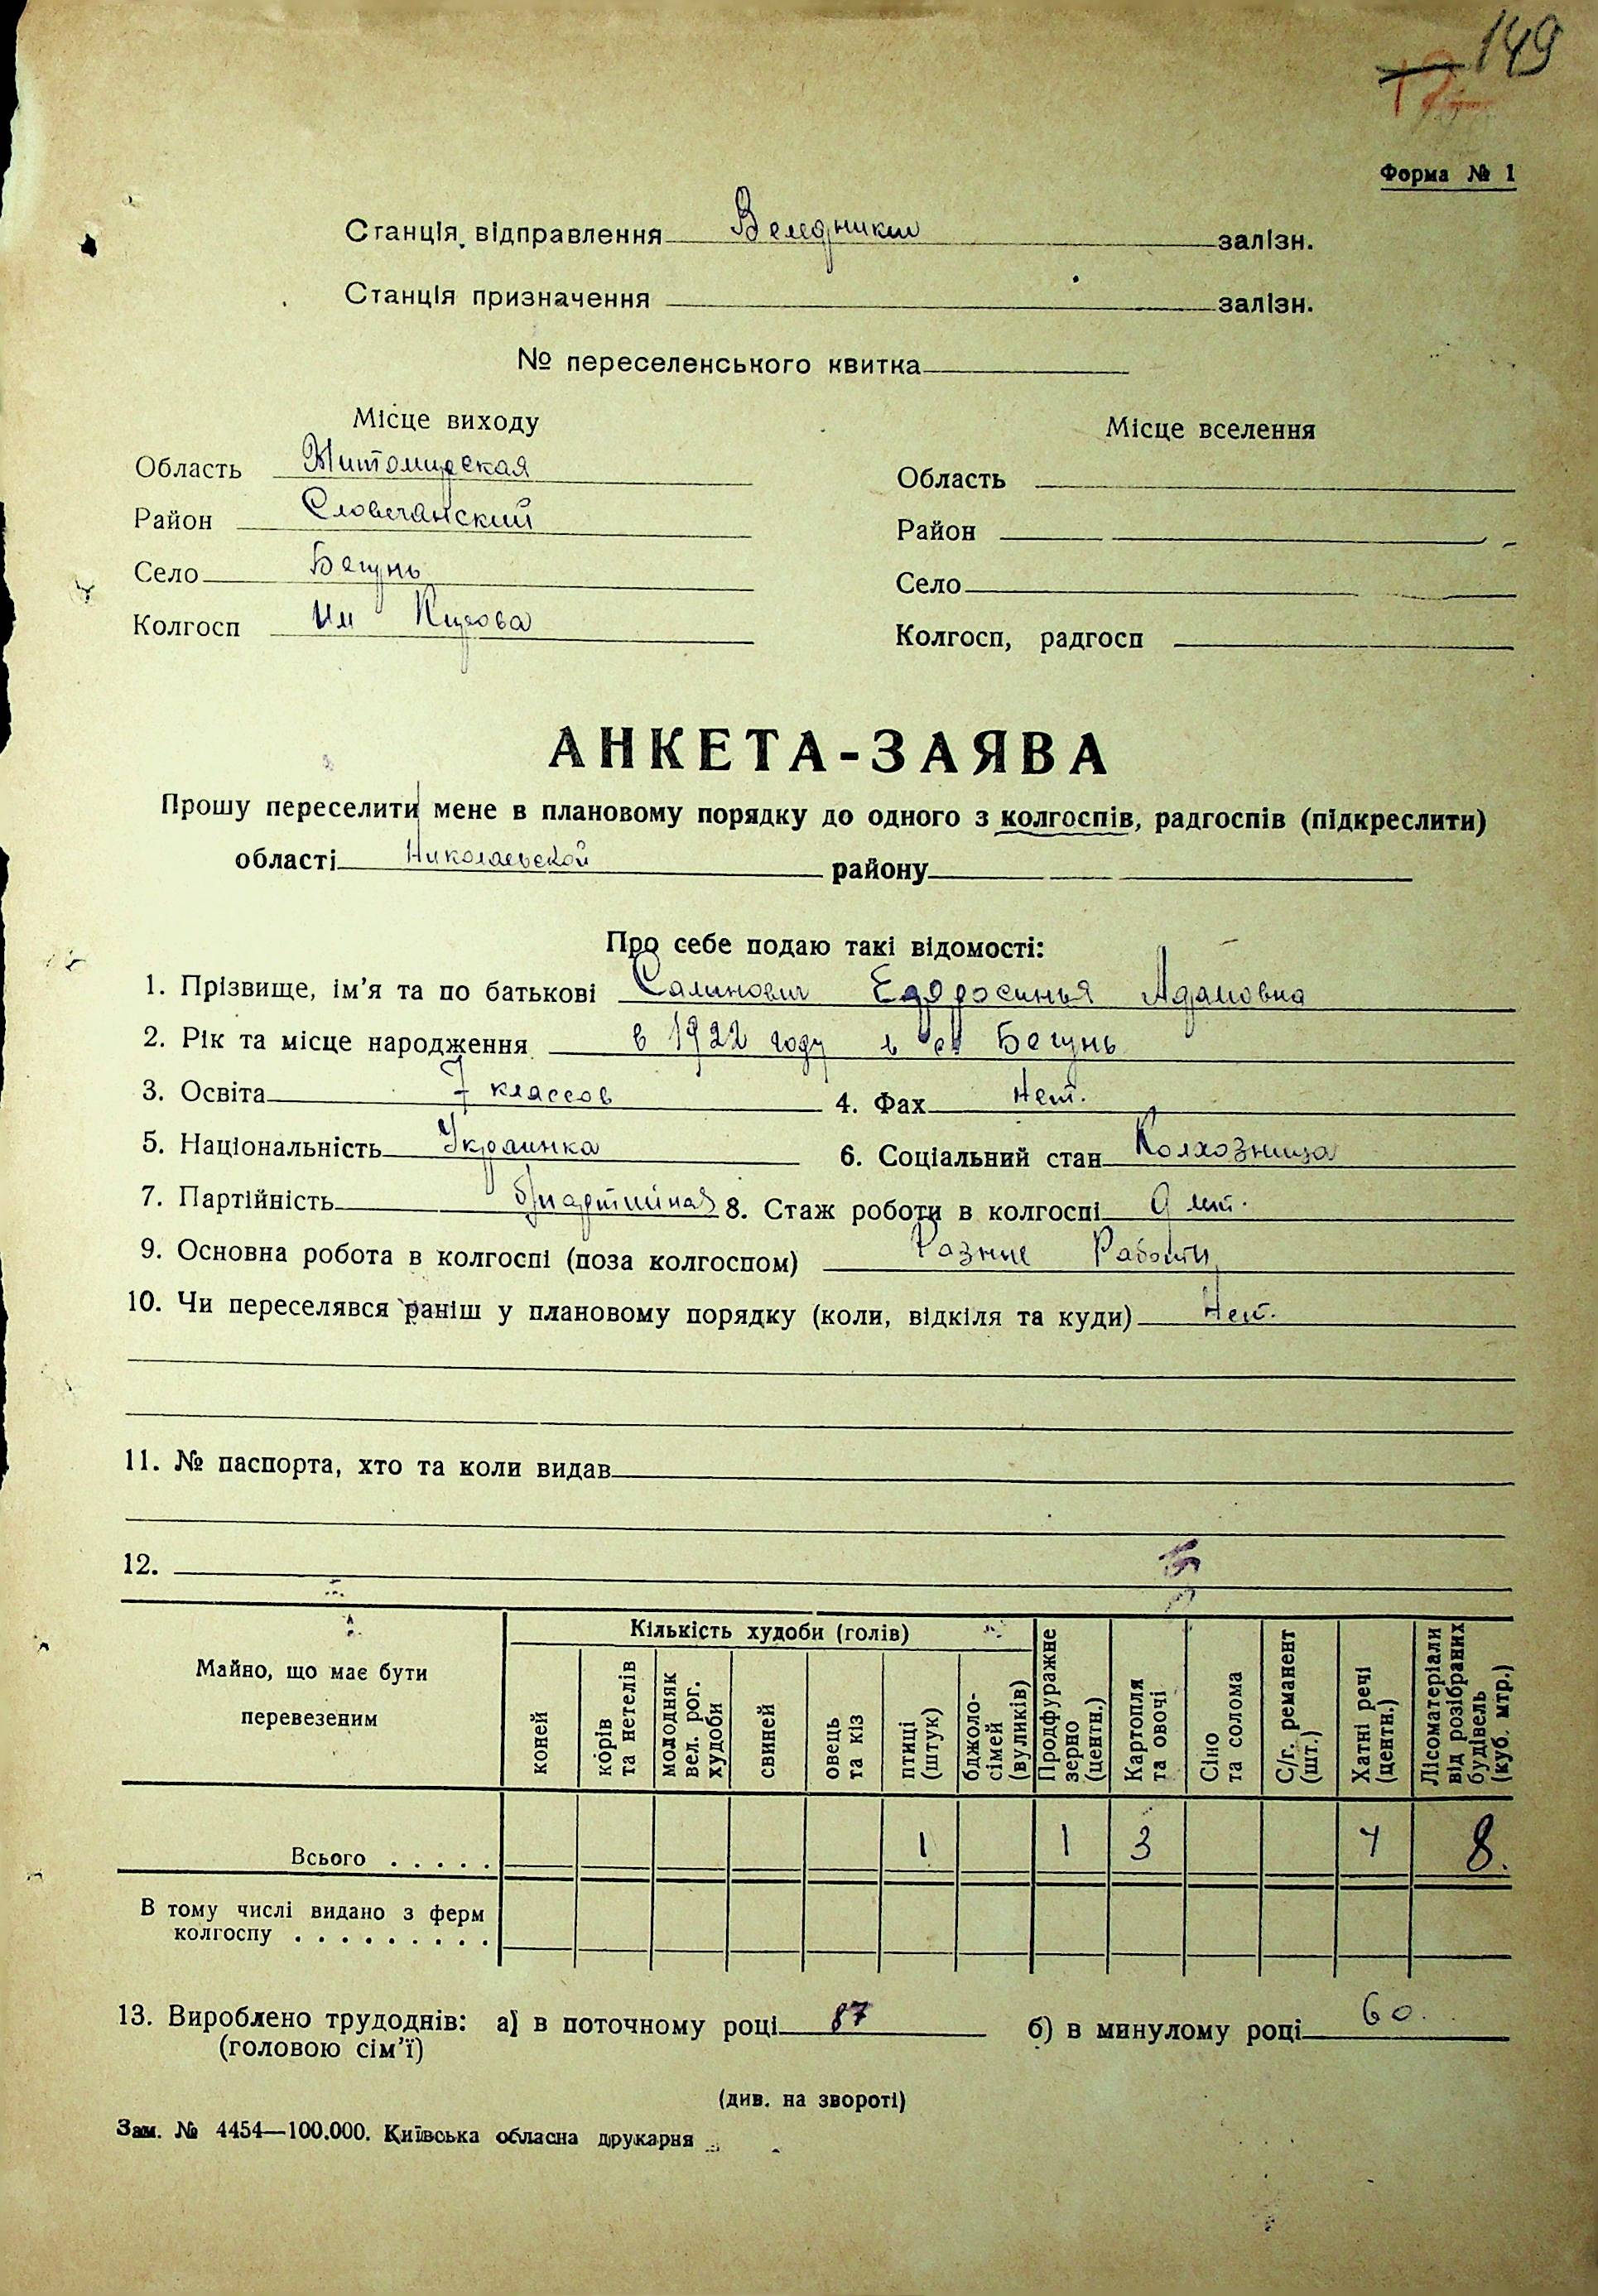 149
Форма № 1
Станція відправлення Веледники залізн.
Станція призначення залізн.
№ переселенського квитка
Місце виходу
Місце вселення
Область Житомирская
Область
Район Словечанский
Район
Село Бегунь
Село
Колгосп Им Кирова
Колгосп, радгосп
АНКЕТА-ЗАЯВА
Прошу переселити мене в плановому порядку до одного з колгоспів, радгоспів (підкреслити)
області Николаевской району
Про себе подаю такі відомості:
1. Прізвище, ім’я та по батькові Салинович Ефросинья Адамовна
2. Рік та місце народження в 1922 году в с. Бегунь
3. Освіта 7 классов 4. Фах Нет.
5. Національність Украинка 6. Соціальний стан Колхозница
7. Партійність б/партийная 8. Стаж роботи в колгоспі 9 лет.
9. Основна робота в колгоспі (поза колгоспом) Разные Работы
10. Чи переселявся раніш у плановому порядку (коли, відкіля та куди) Нет.
11. № паспорта, хто та коли видав
12.
Майно, що має бути
перевезеним
Кількість худоби (голів)
коней
корів
та нетелів
молодняк
вел. рог.
худоби
свиней
овець
та кіз
птиці
(штук)
бджоло-
сімей
(вуликів)
Продфуражне
зерно
(центн.)
Картопля
та овочі
Сіно
та солома
С/г. реманент
(шт.)
Хатні речі
(центн.)
Лісоматеріали
від розібраних
будівель
(куб. мтр.)
Всього . . . . . 1 1 3 4 8.
В тому числі видано з ферм
колгоспу . . . . . . . . .
13. Вироблено трудоднів: а) в поточному році 87 б) в минулому році 60.
(головою сім’ї)
(див. на звороті)
Зам. № 4454—100.000. Київська обласна друкарня